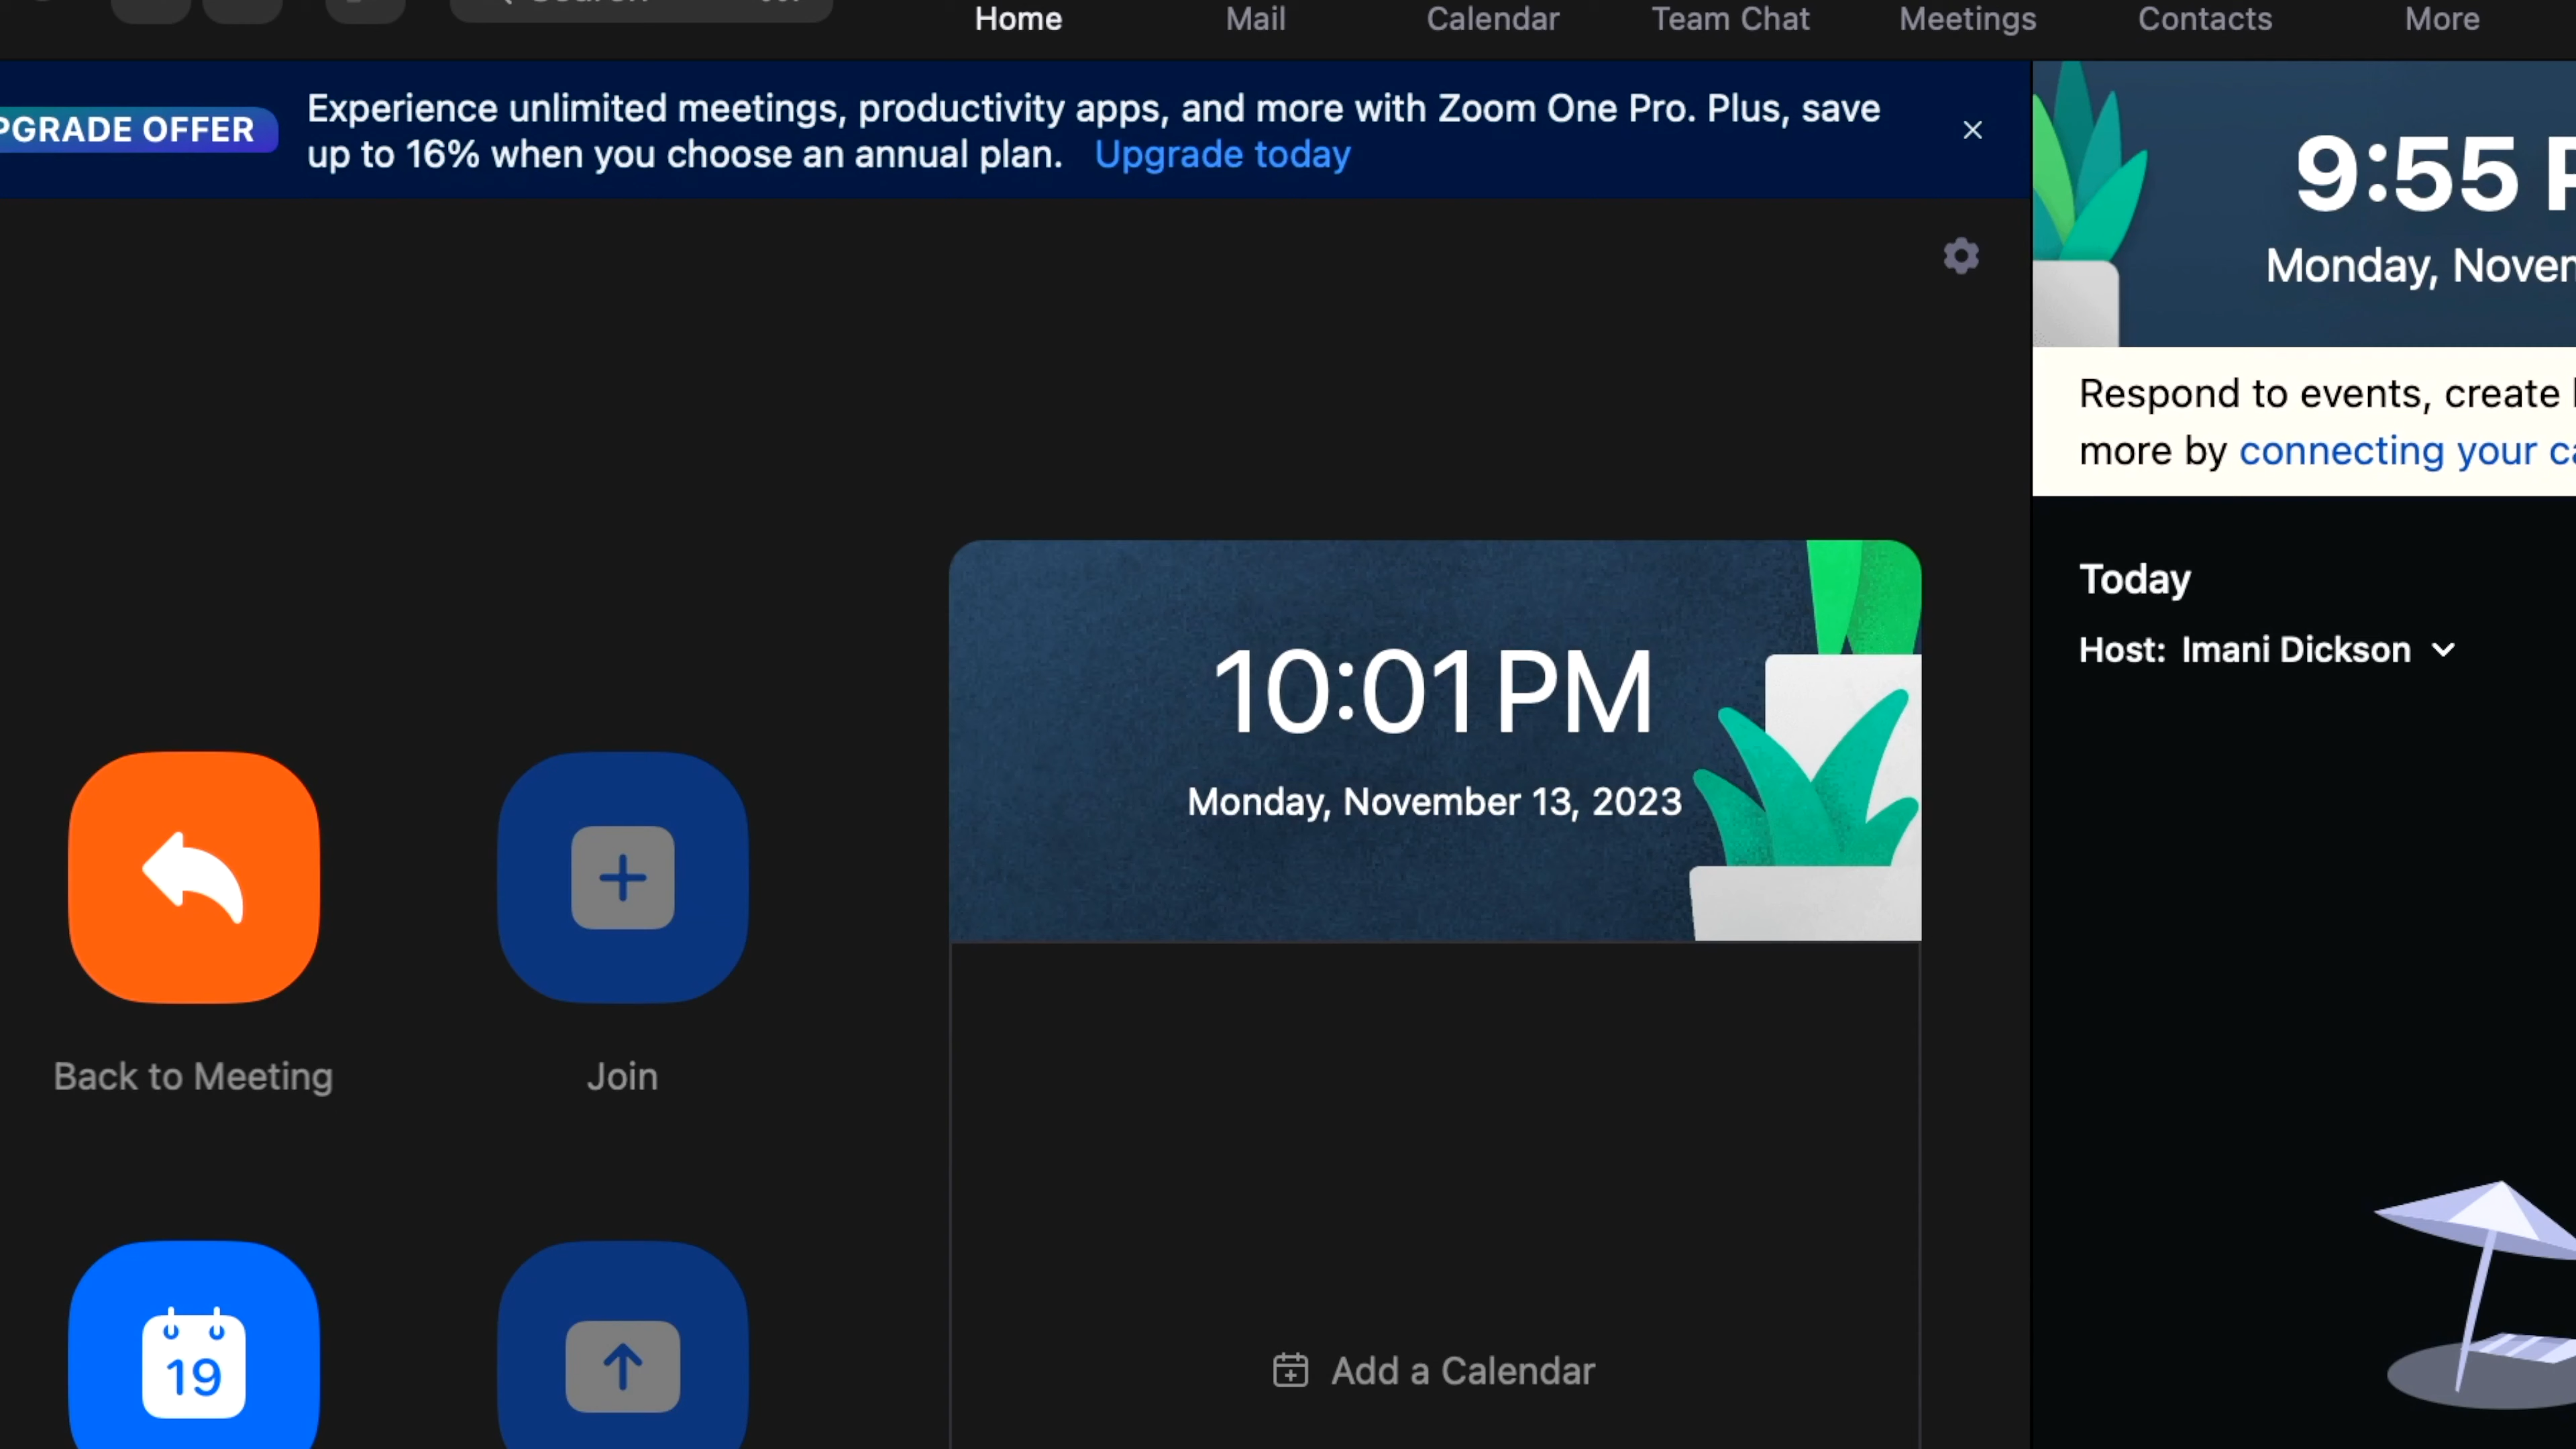 Home
Mail
Calendar
Team Chat
Meetings
Contacts
More
PGRADE OFFER
Experience unlimited meetings, productivity apps, and more with Zoom One Pro. Plus, save
up to 16% when you choose an annual plan. Upgrade today
10:01 PM
Monday, November 13, 2023
Back to Meeting
Join
19
Add a Calendar
9:55 P
Monday, Novem
Respond to events, create
more by connecting your ca
Today
Host: Imani Dickson